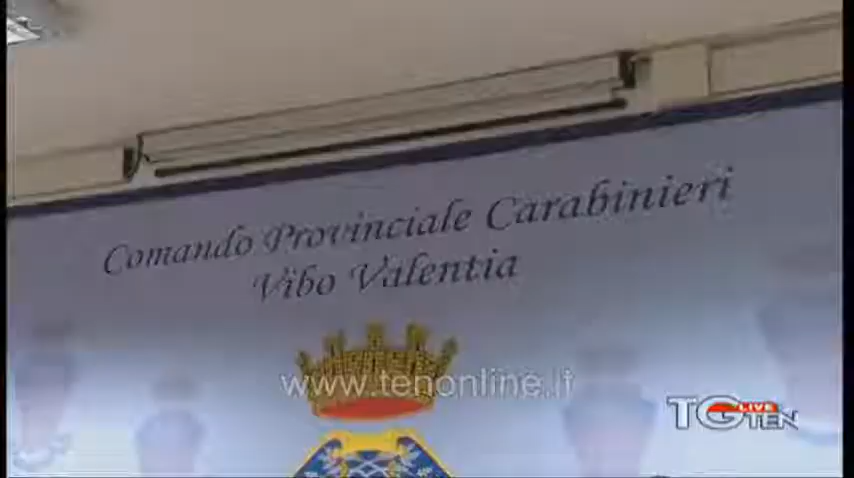 Comando Provinciale Carabinieri
Vibo Valentia
www.tenonline.it
TG LIVE TEN